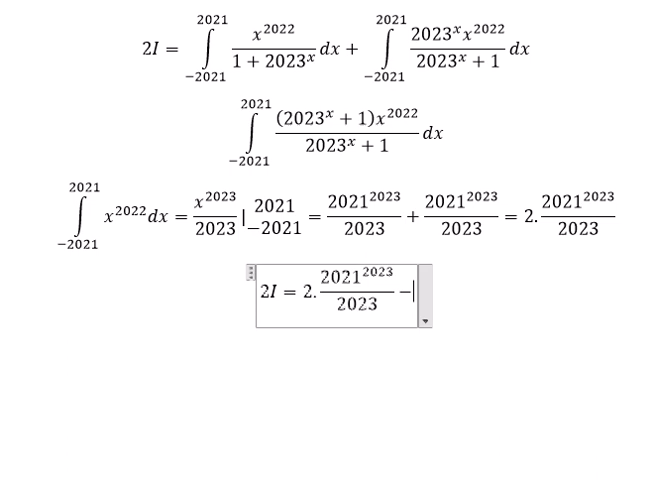 2I = ∫_{-2021}^{2021} x^{2022}/(1 + 2023^x) dx + ∫_{-2021}^{2021} 2023^x x^{2022}/(2023^x + 1) dx
∫_{-2021}^{2021} (2023^x + 1)x^{2022}/(2023^x + 1) dx
∫_{-2021}^{2021} x^{2022} dx = x^{2023}/2023 |_{-2021}^{2021} = 2021^{2023}/2023 + 2021^{2023}/2023 = 2. 2021^{2023}/2023
2I = 2. 2021^{2023}/2023 −